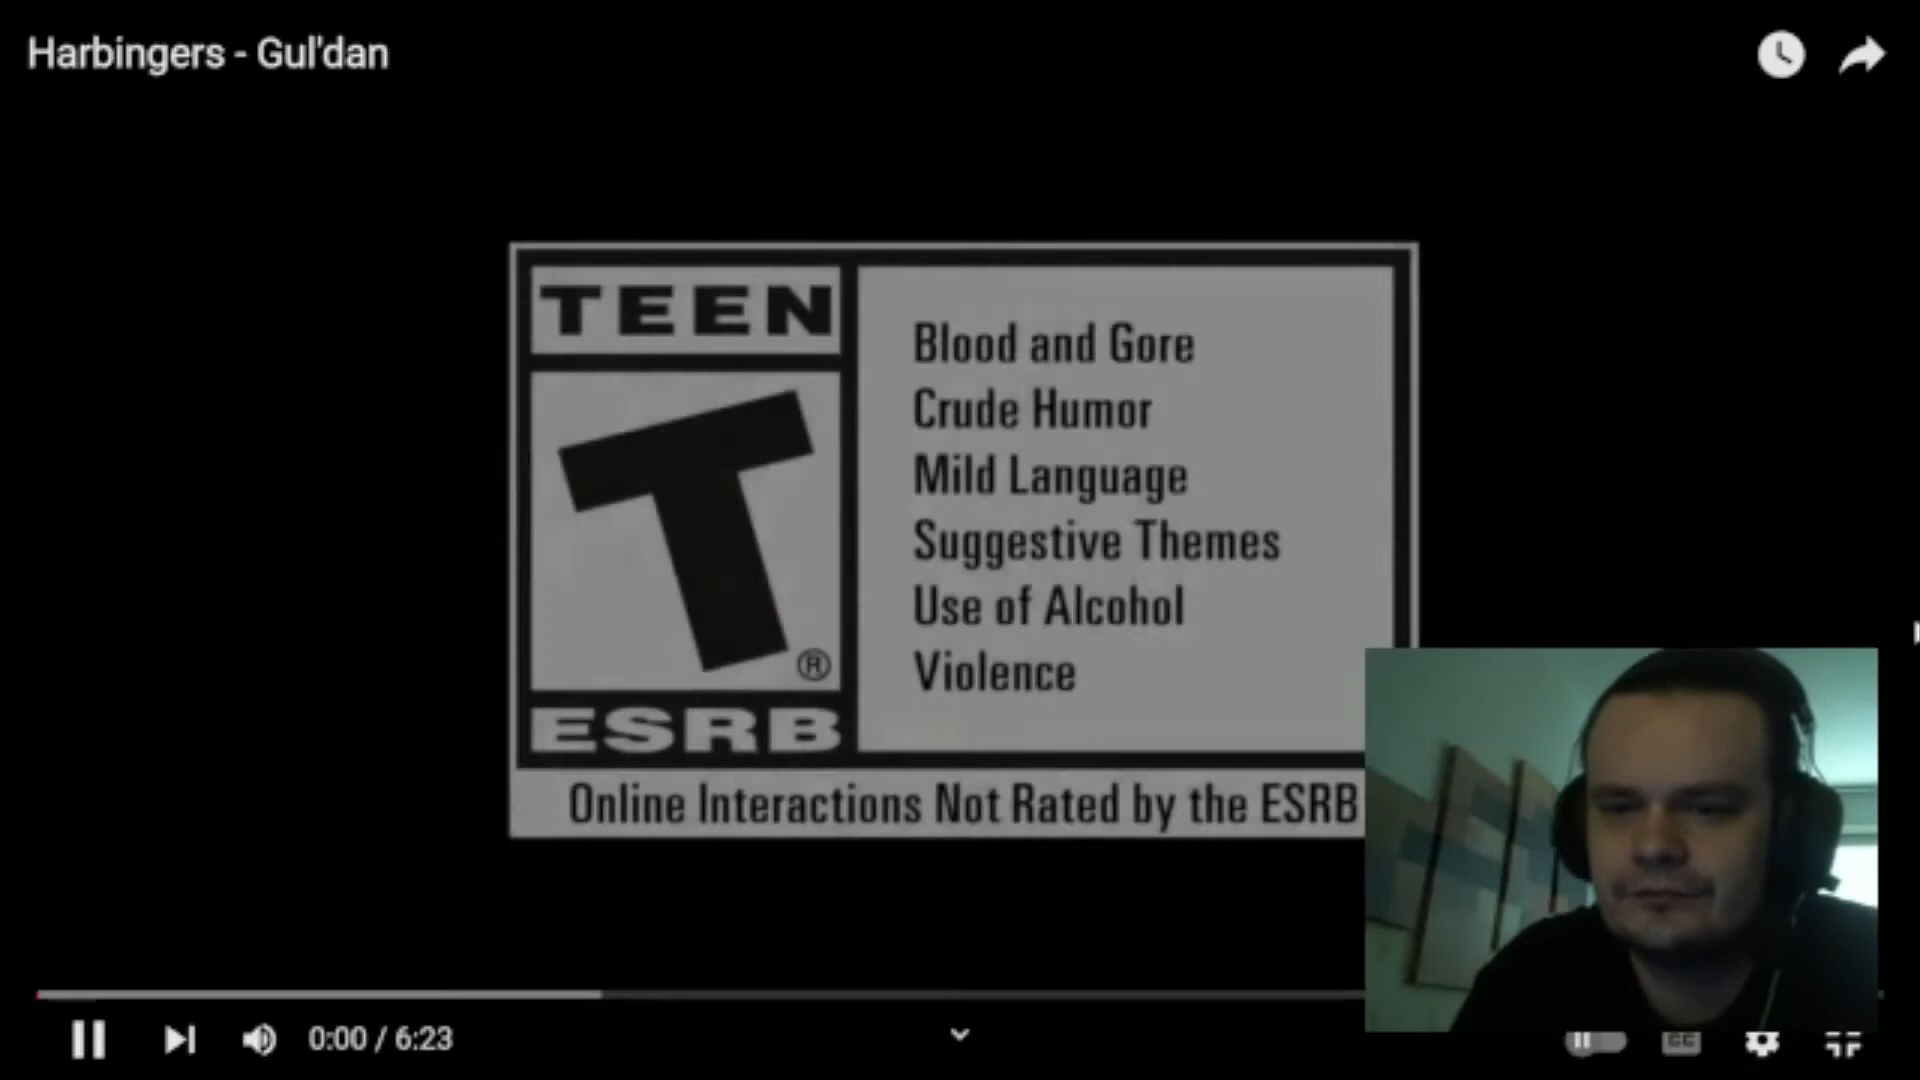 Harbingers - Gul'dan
TEEN
T®
ESRB
Blood and Gore
Crude Humor
Mild Language
Suggestive Themes
Use of Alcohol
Violence
Online Interactions Not Rated by the ESRB
0:00 / 6:23
CC